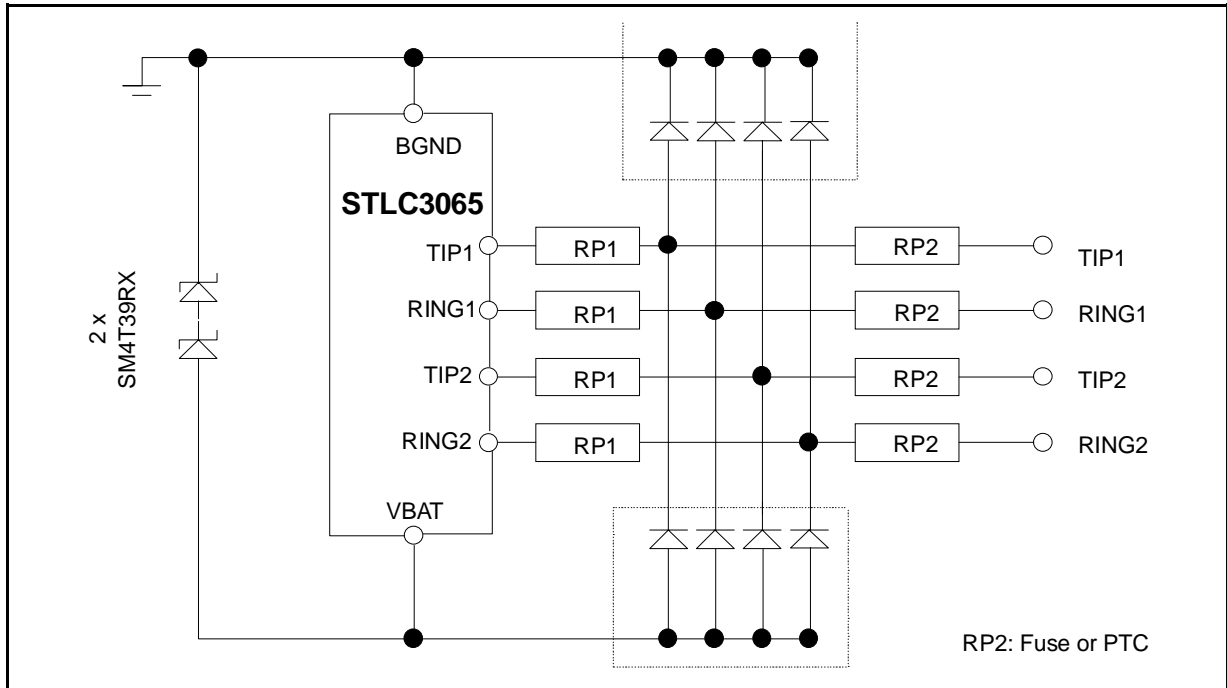 BGND
STLC3065
TIP1
RP1
RP2
TIP1
RING1
RP1
RP2
RING1
2 x
SM4T39RX
TIP2
RP1
RP2
TIP2
RING2
RP1
RP2
RING2
VBAT
RP2: Fuse or PTC